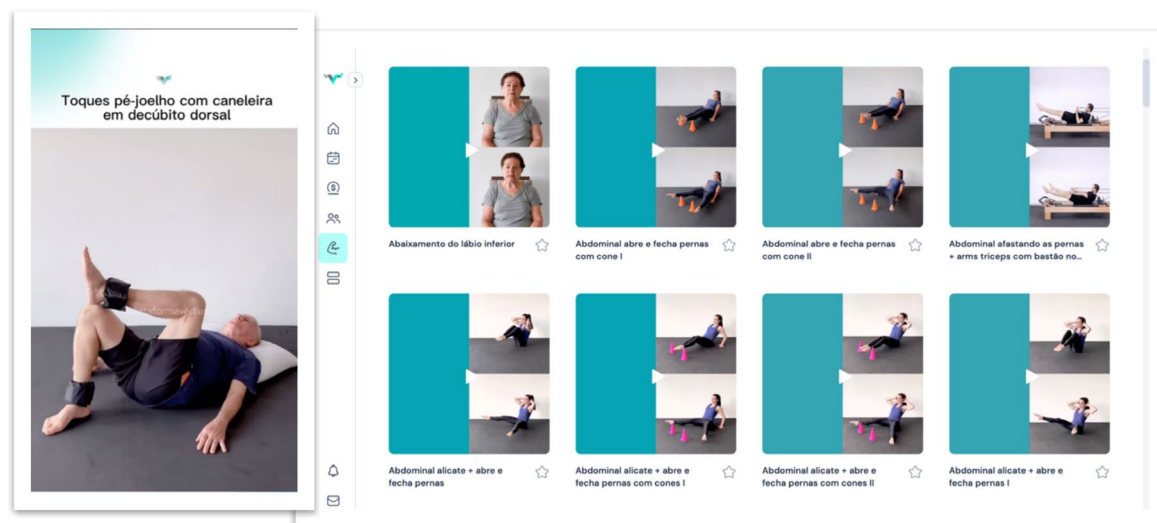 Toques pé-joelho com caneleira
em decúbito dorsal
Abaixamento do lábio inferior
Abdominal abre e fecha pernas
com cone I
Abdominal abre e fecha pernas
com cone II
Abdominal afastando as pernas
+ arms triceps com bastão no...
Abdominal alicate + abre e
fecha pernas
Abdominal alicate + abre e
fecha pernas com cones I
Abdominal alicate + abre e
fecha pernas com cones II
Abdominal alicate + abre e
fecha pernas I